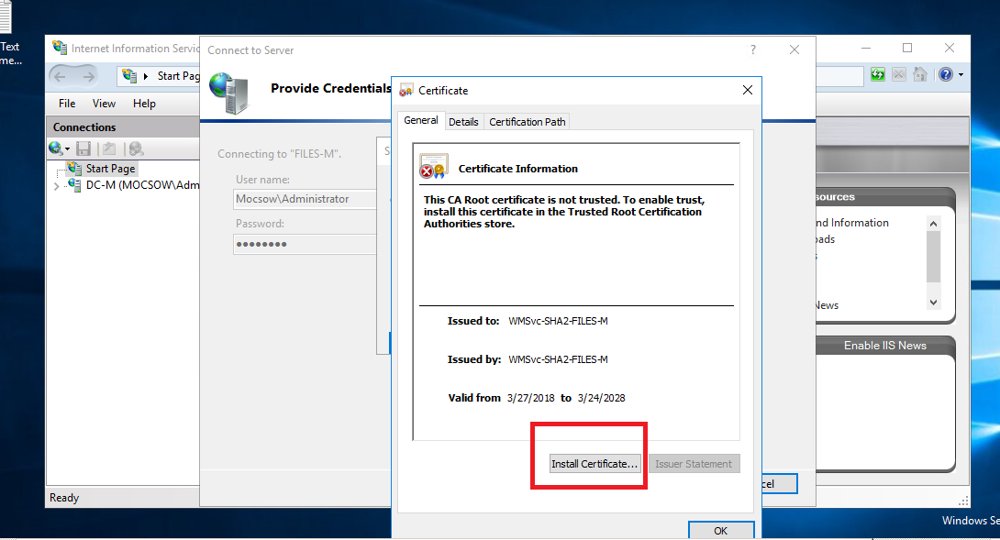 Text
me...
Internet Information Servic
Start Pag
File View Help
Connections
Start Page
DC-M (MOCSOW\Adm
Ready
Connect to Server
?
Provide Credentials
Connecting to "FILES-M".
User name:
Mocsow\Administrator
Password:
••••••••
S
Certificate
General Details Certification Path
Certificate Information
This CA Root certificate is not trusted. To enable trust,
install this certificate in the Trusted Root Certification
Authorities store.
Issued to: WMSvc-SHA2-FILES-M
Issued by: WMSvc-SHA2-FILES-M
Valid from 3/27/2018 to 3/24/2028
Install Certificate... Issuer Statement
OK
cel
sources
nd Information
oads
s
News
Enable IIS News
Windows Se